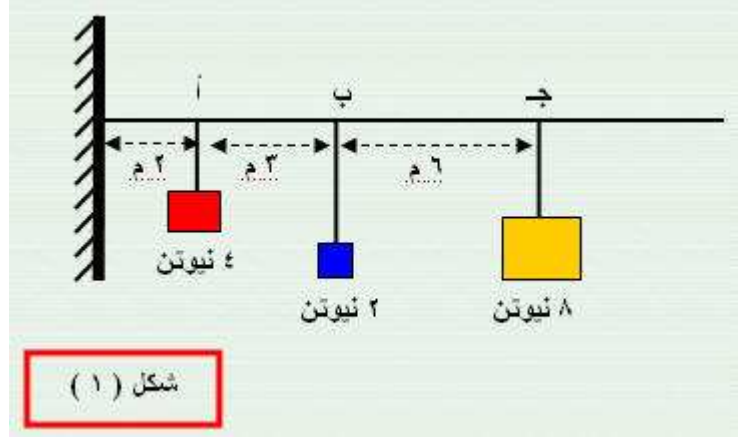 أ ب جـ
٢ م ٣ م ٦ م
٤ نيوتن
٢ نيوتن ٨ نيوتن
شكل ( ١ )